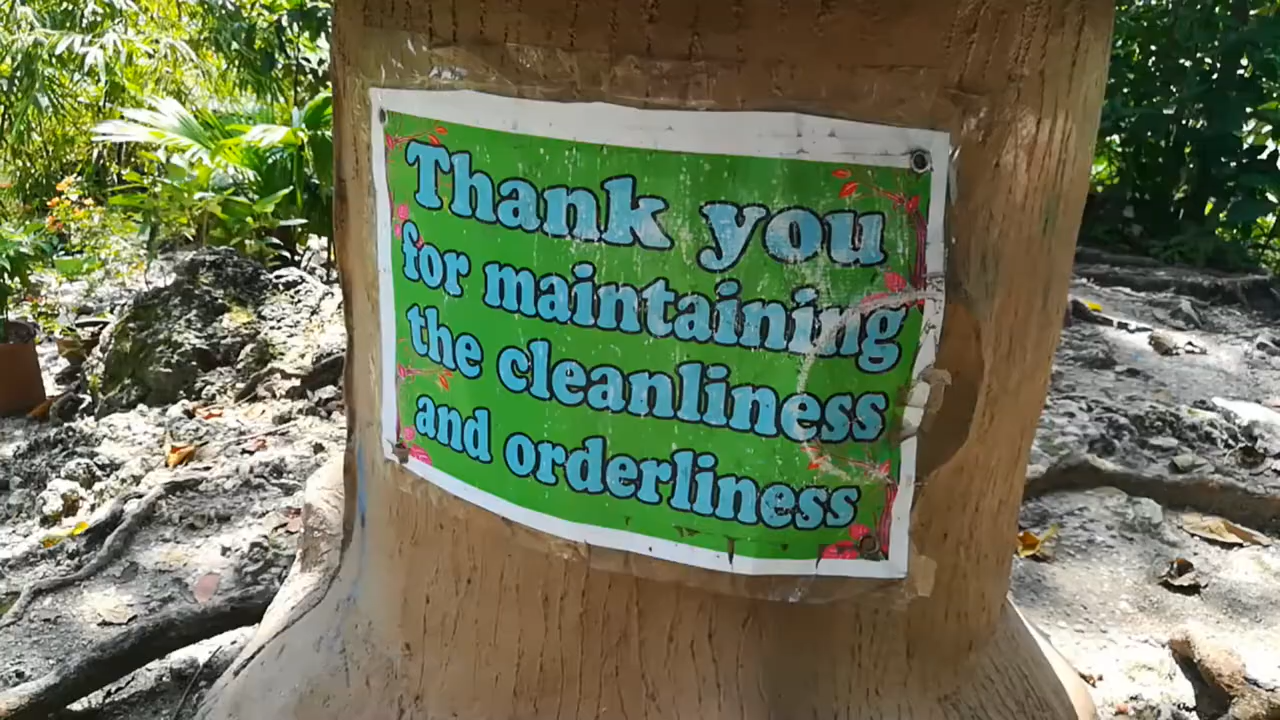 Thank you
for maintaining
the cleanliness
and orderliness